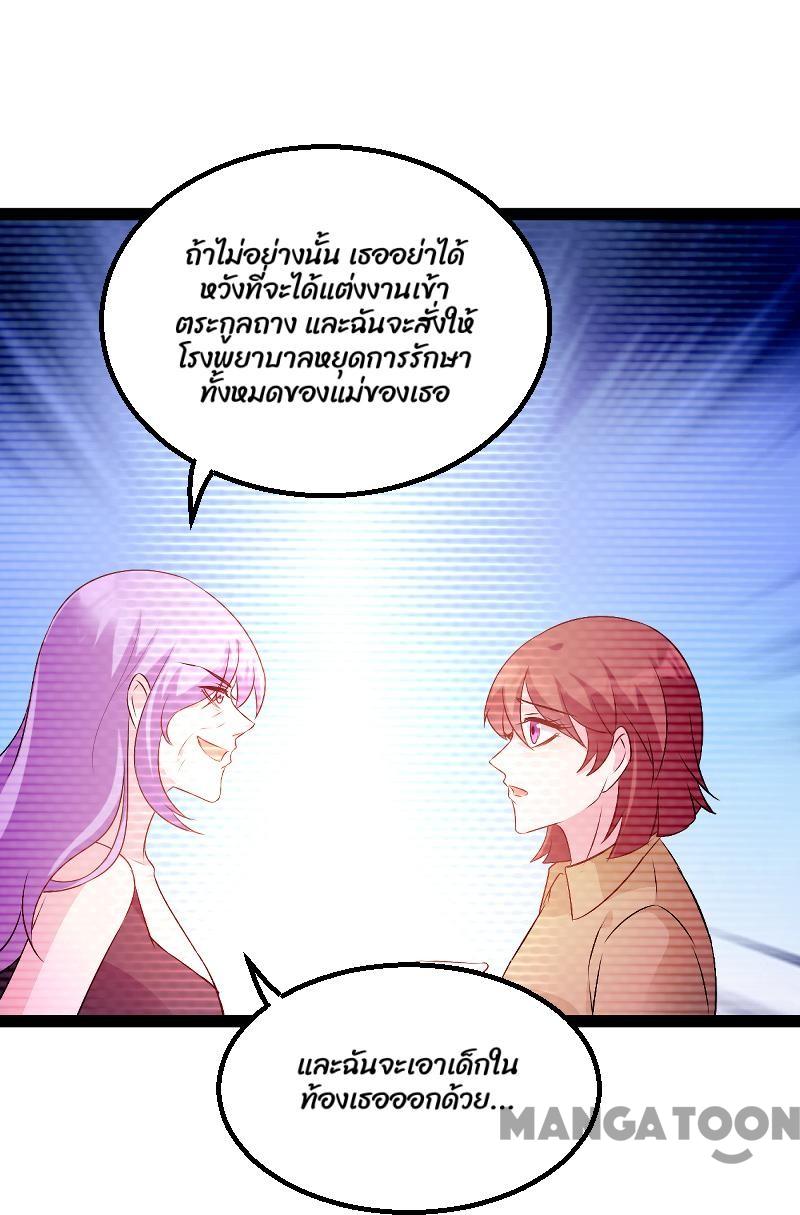 ถ้าไม่อย่างนั้น เธออย่าได้
หวังที่จะได้แต่งงานเข้า
ตระกูลถาง และฉันจะสั่งให้
โรงพยาบาลหยุดการรักษา
ทั้งหมดของแม่ของเธอ
และฉันจะเอาเด็กใน
ท้องเธอออกด้วย...
MANGATOON